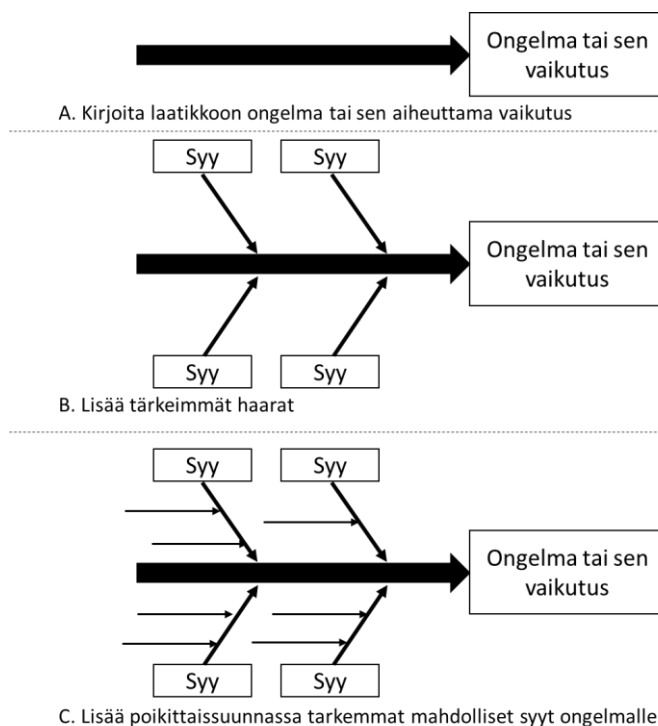 Ongelma tai sen
vaikutus
A. Kirjoita laatikkoon ongelma tai sen aiheuttama vaikutus
Syy
Syy
Ongelma tai sen
vaikutus
Syy
Syy
B. Lisää tärkeimmät haarat
Syy
Syy
Ongelma tai sen
vaikutus
Syy
Syy
C. Lisää poikittaissuunnassa tarkemmat mahdolliset syyt ongelmalle